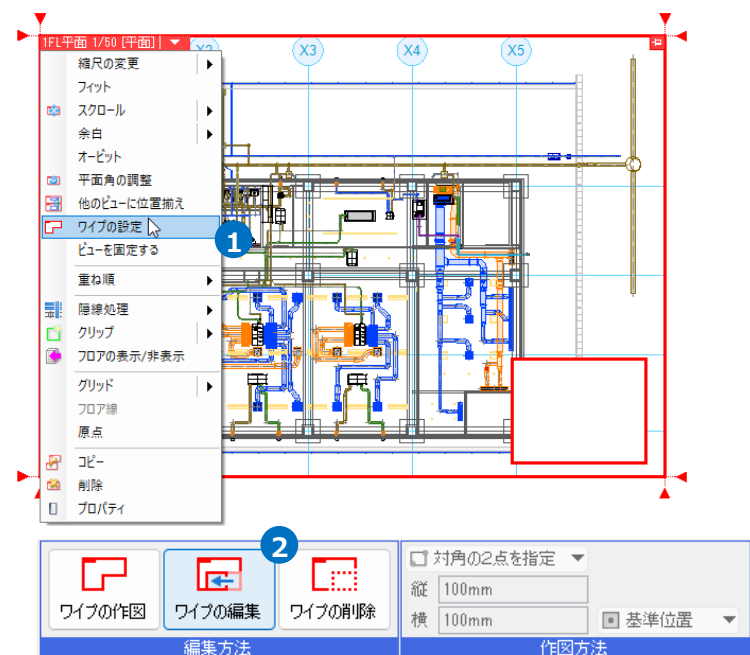 1FL平面 1/50 [平面]
X2 X3 X4 X5
縮尺の変更
フィット
スクロール
余白
オービット
平面角の調整
他のビューに位置揃え
ワイプの設定
1
ビューを固定する
重ね順
隠線処理
クリップ
フロアの表示/非表示
グリッド
フロア線
原点
コピー
削除
プロパティ
2
ワイプの作図 ワイプの編集 ワイプの削除
編集方法
対角の2点を指定
縦 100mm
横 100mm 基準位置
作図方法